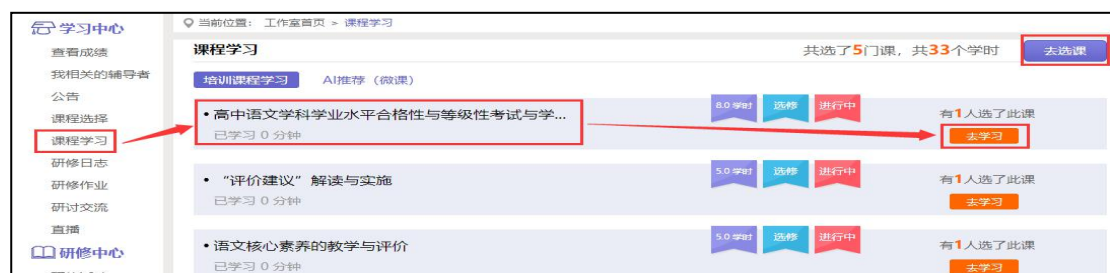 学习中心
查看成绩
我相关的辅导者
公告
课程选择
课程学习
研修日志
研修作业
研讨交流
直播
研修中心
当前位置： 工作室首页 > 课程学习
课程学习
共选了5门课，共33个学时
去选课
培训课程学习 AI推荐（微课）
•高中语文学科学业水平合格性与等级性考试与学...
8.0 学时 选修 进行中
有1人选了此课
已学习 0 分钟
去学习
• “评价建议”解读与实施
5.0 学时 选修 进行中
有1人选了此课
已学习 0 分钟
去学习
•语文核心素养的教学与评价
5.0 学时 选修 进行中
有1人选了此课
已学习 0 分钟
去学习